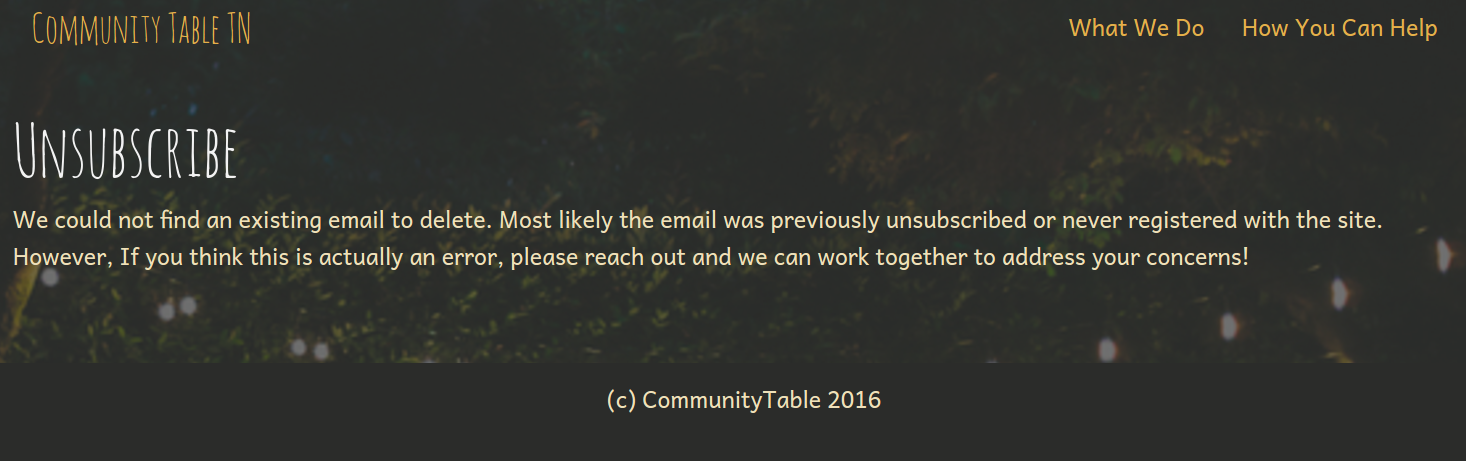 Community Table TN
What We Do
How You Can Help
Unsubscribe
We could not find an existing email to delete. Most likely the email was previously unsubscribed or never registered with the site.
However, If you think this is actually an error, please reach out and we can work together to address your concerns!
(c) CommunityTable 2016